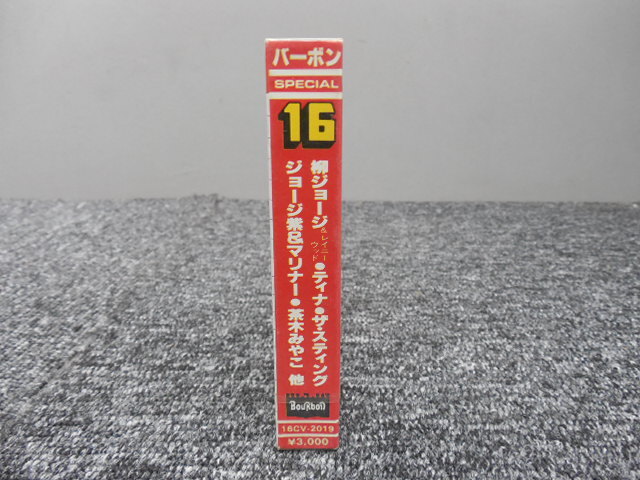 バーボン
SPECIAL
16
柳ジョージ&レイニーウッド●ティナ●ザ・スティング
ジョージ紫&マリナー●茶木みやこ 他
BouRboN
16CV-2019
¥3,000